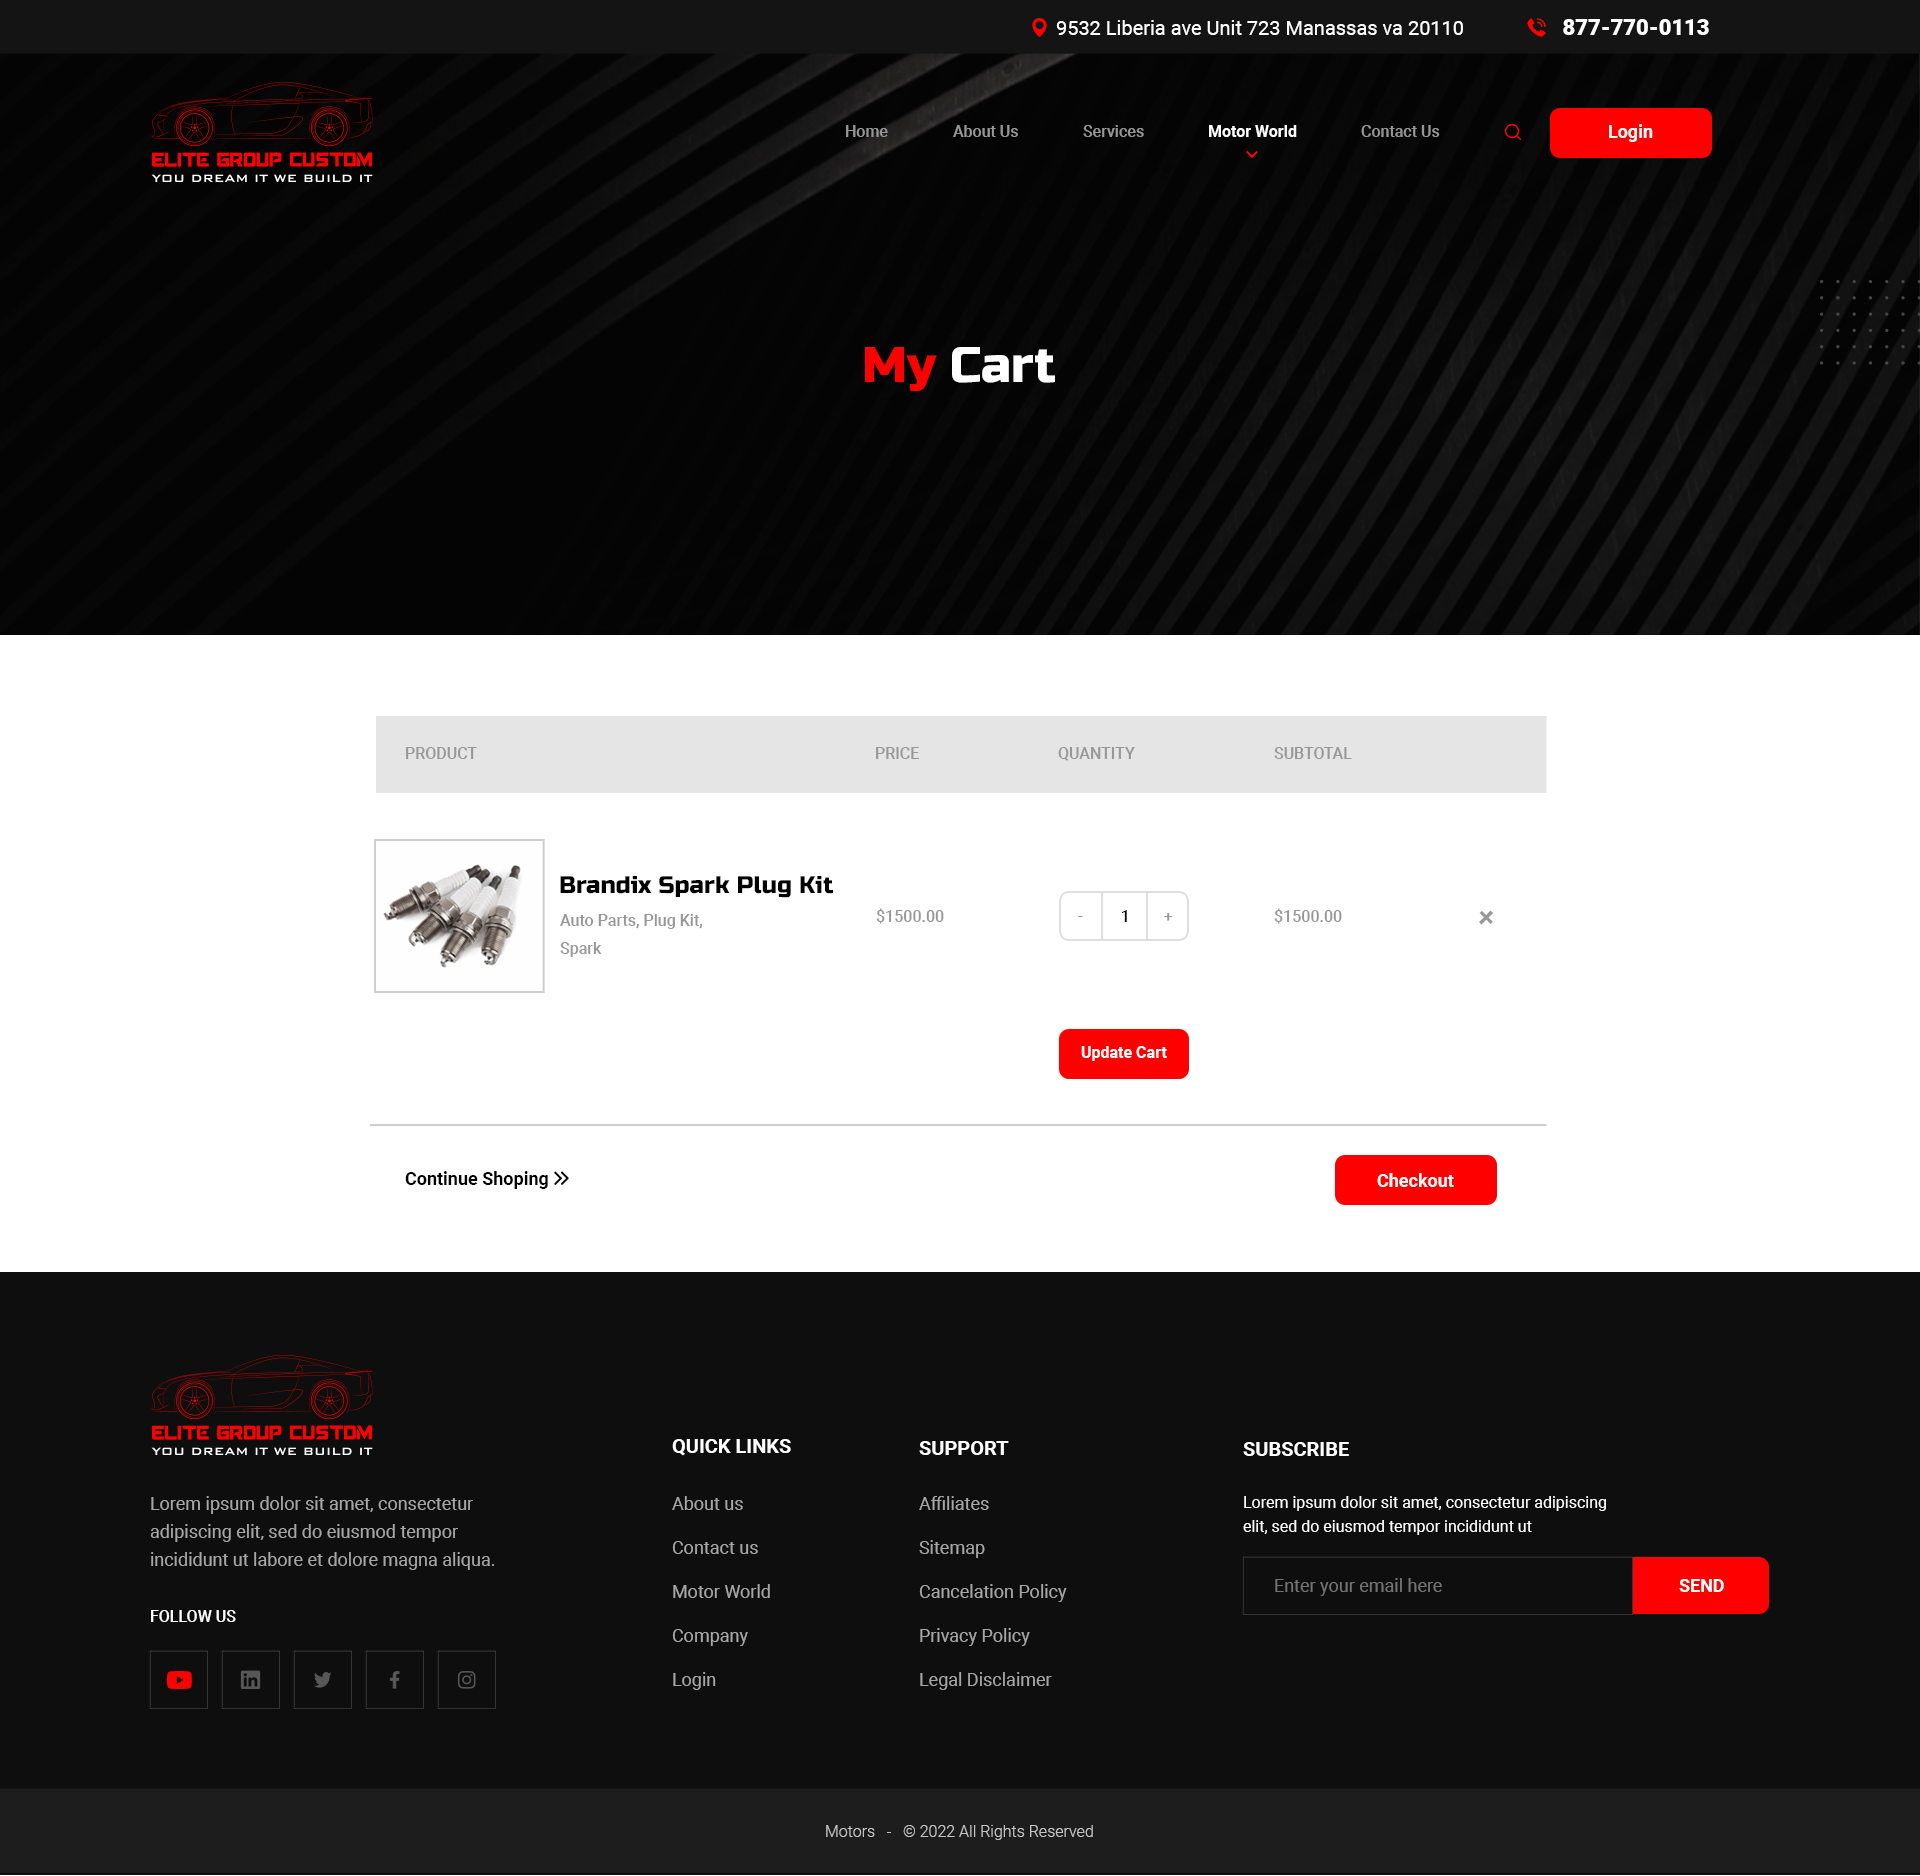 9532 Liberia ave Unit 723 Manassas va 20110
877-770-0113
ELITE GROUP CUSTOM
YOU DREAM IT WE BUILD IT
Home
About Us
Services
Motor World
Contact Us
Login
My Cart
PRODUCT
PRICE
QUANTITY
SUBTOTAL
Brandix Spark Plug Kit
Auto Parts, Plug Kit,
Spark
$1500.00
- 1 +
$1500.00
Update Cart
Continue Shoping
Checkout
ELITE GROUP CUSTOM
YOU DREAM IT WE BUILD IT
Lorem ipsum dolor sit amet, consectetur
adipiscing elit, sed do eiusmod tempor
incididunt ut labore et dolore magna aliqua.
FOLLOW US
QUICK LINKS
About us
Contact us
Motor World
Company
Login
SUPPORT
Affiliates
Sitemap
Cancelation Policy
Privacy Policy
Legal Disclaimer
SUBSCRIBE
Lorem ipsum dolor sit amet, consectetur adipiscing
elit, sed do eiusmod tempor incididunt ut
Enter your email here
SEND
Motors - © 2022 All Rights Reserved